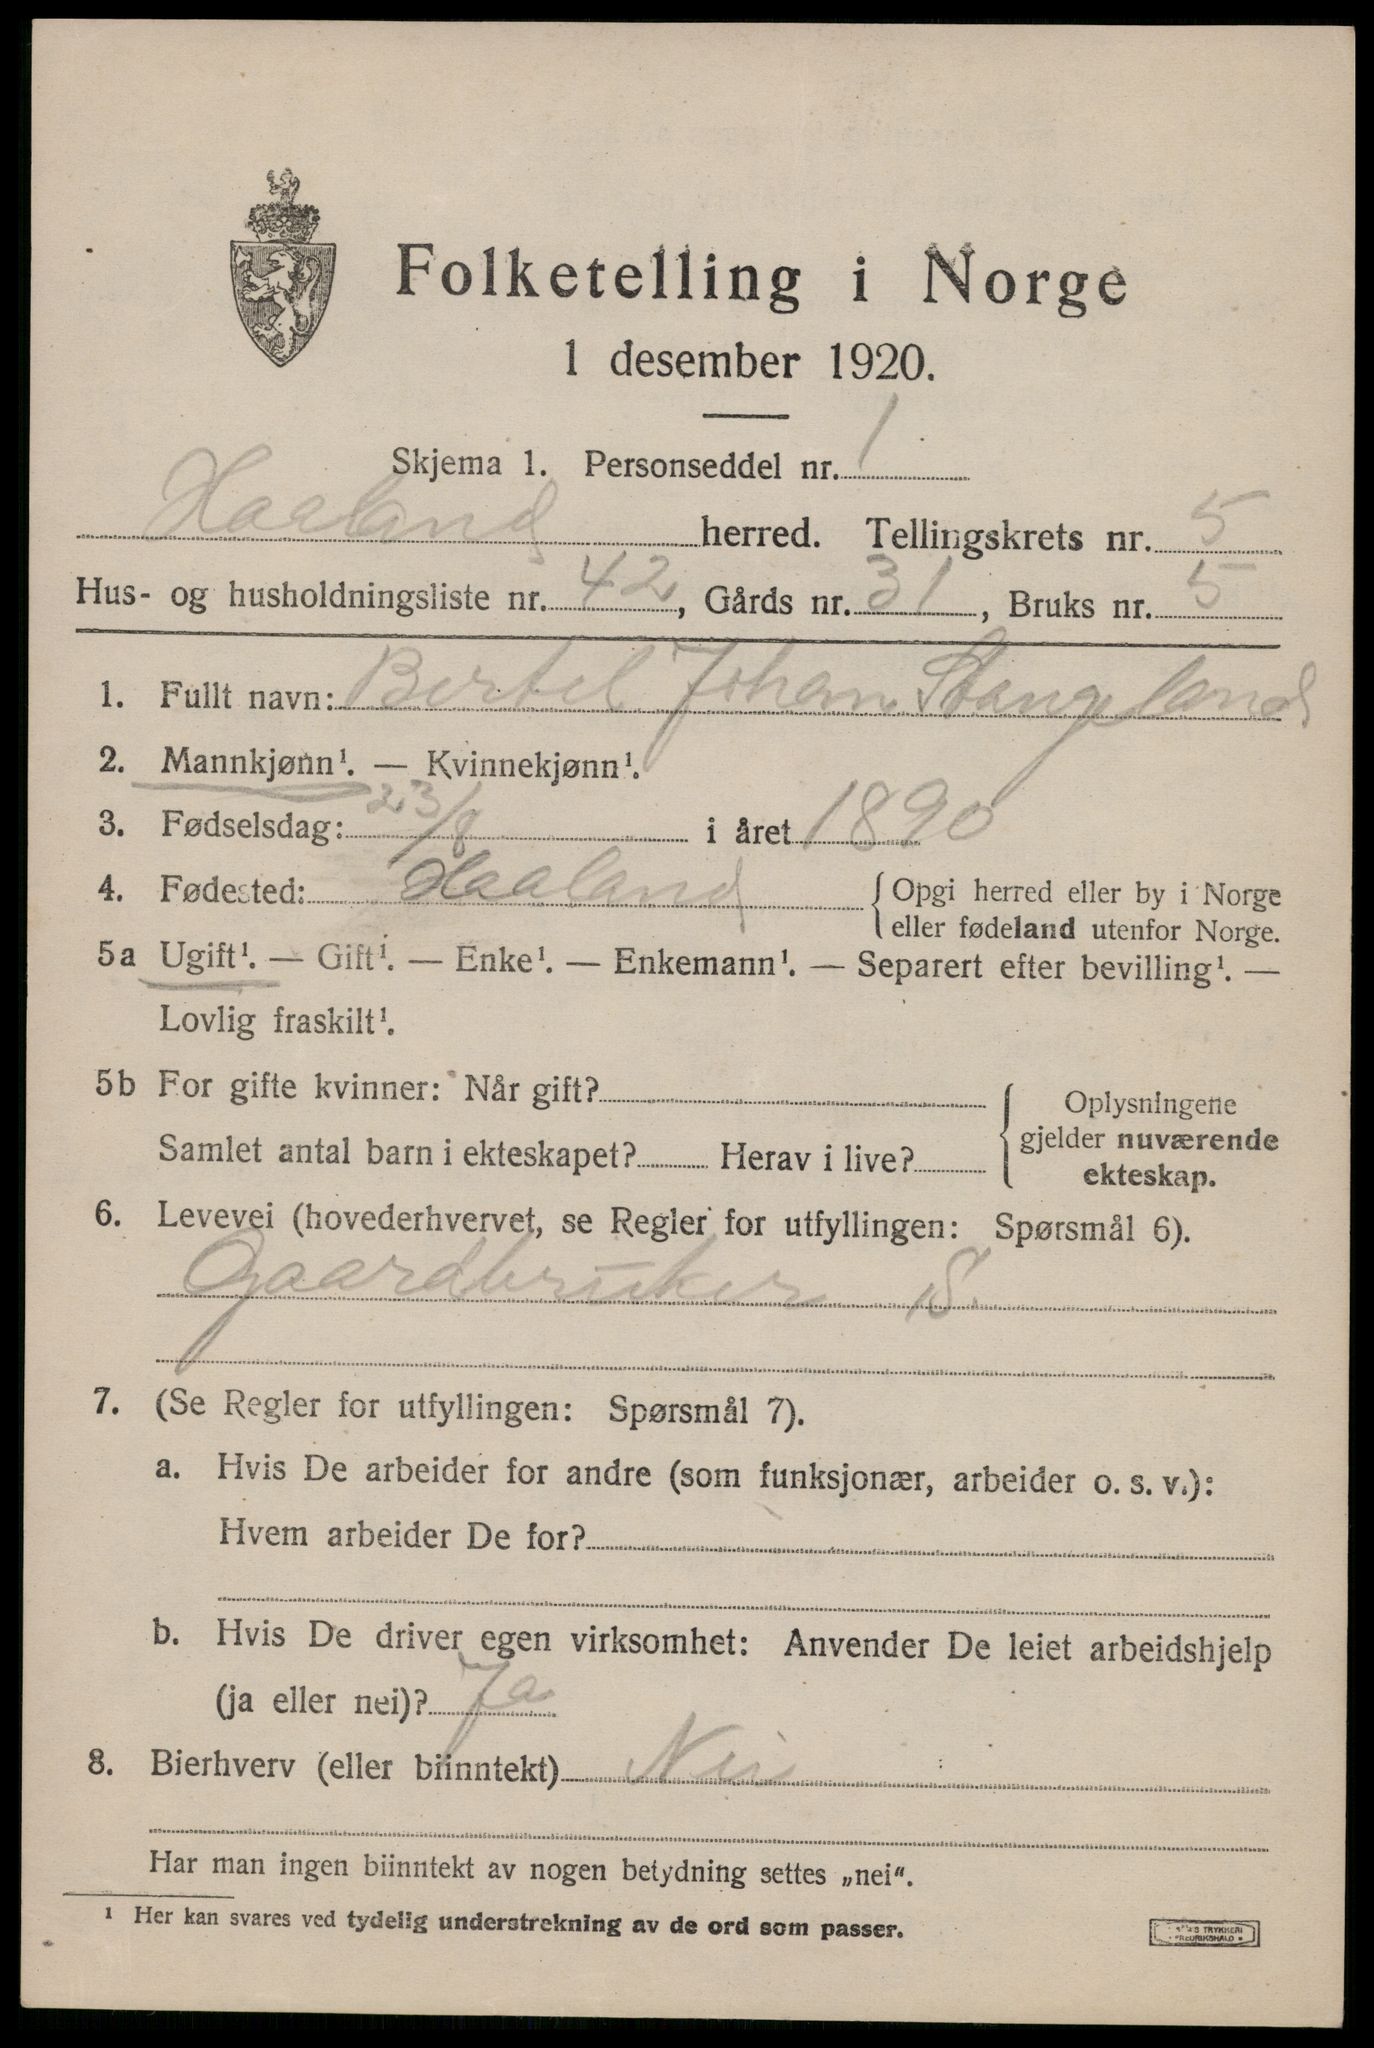 Folketelling i Norge
1 desember 1920.
Skjema 1. Personseddel nr. 1
Haaland herred. Tellingskrets nr. 5
Hus- og husholdningsliste nr. 42, Gårds nr. 31, Bruks nr. 5
1. Fullt navn: Bertel Johan Stangeland
2. Mannkjønn¹. — Kvinnekjønn¹.
3. Fødselsdag: 23/8 i året 1890
4. Fødested: Haaland {Opgi herred eller by i Norge
eller fødeland utenfor Norge.
5a Ugift¹. — Gift¹. — Enke¹. — Enkemann¹. — Separert efter bevilling¹. —
Lovlig fraskilt¹.
5b For gifte kvinner: Når gift?
Samlet antal barn i ekteskapet? Herav i live?
Oplysningene
gjelder nuværende
ekteskap.
6. Levevei (hovederhvervet, se Regler for utfyllingen: Spørsmål 6).
Gaardbruker S.
7. (Se Regler for utfyllingen: Spørsmål 7).
a. Hvis De arbeider for andre (som funksjonær, arbeider o. s. v.):
Hvem arbeider De for?
b. Hvis De driver egen virksomhet: Anvender De leiet arbeidshjelp
(ja eller nei)? Ja
8. Bierhverv (eller biinntekt) Nei
Har man ingen biinntekt av nogen betydning settes „nei".
¹ Her kan svares ved tydelig understrekning av de ord som passer.
TRYKKERI
FREDRIKSHALD